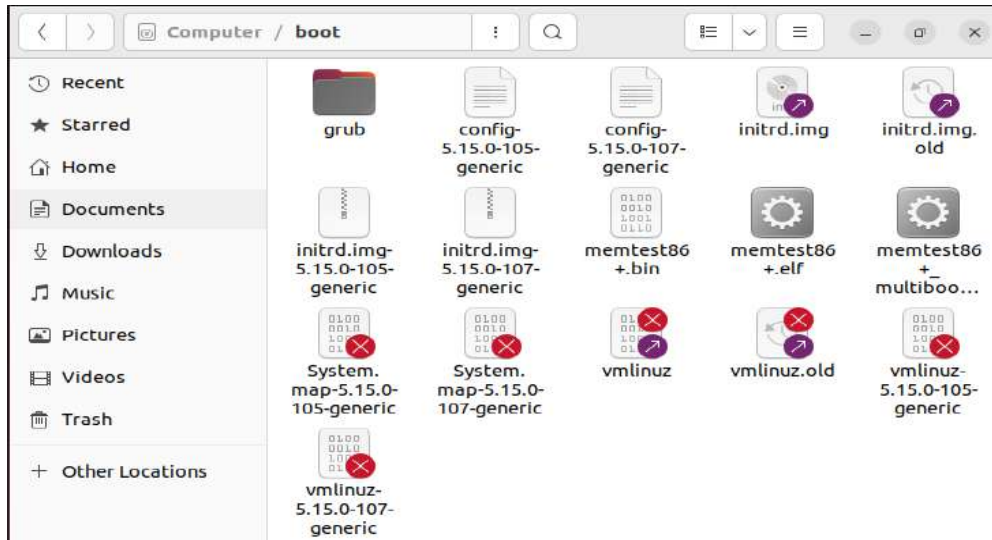 Computer / boot
Recent
Starred
Home
Documents
Downloads
Music
Pictures
Videos
Trash
+ Other Locations
grub
config-
5.15.0-105-
generic
config-
5.15.0-107-
generic
initrd.img
initrd.img.
old
initrd.img-
5.15.0-105-
generic
initrd.img-
5.15.0-107-
generic
memtest86
+.bin
memtest86
+.elf
memtest86
+_
multiboo...
System.
map-5.15.0-
105-generic
System.
map-5.15.0-
107-generic
vmlinuz
vmlinuz.old
vmlinuz-
5.15.0-105-
generic
vmlinuz-
5.15.0-107-
generic